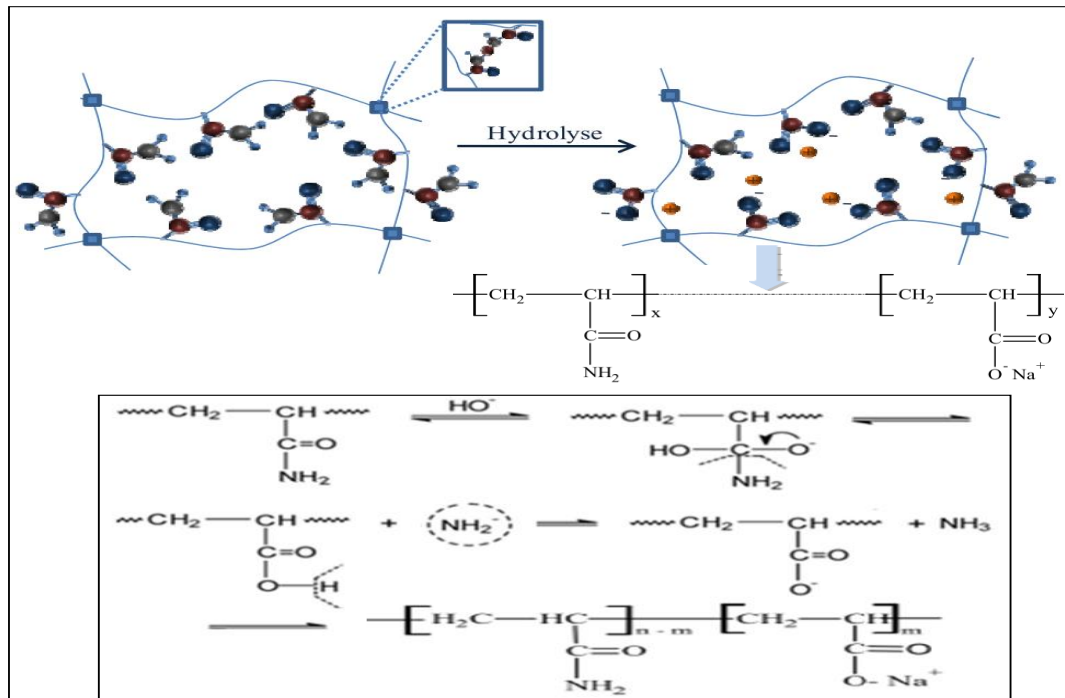 Hydrolyse
CH₂ CH x CH₂ CH y
C O C O
NH₂ O⁻ Na⁺
HO⁻
CH₂ CH CH₂ CH
C=O HO C O⁻
NH₂ NH₂
CH₂ CH + NH₂⁻ CH₂ CH + NH₃
C=O C=O
O H O⁻
H₂C HC n - m CH₂ CH m
C O C O
NH₂ O- Na⁺